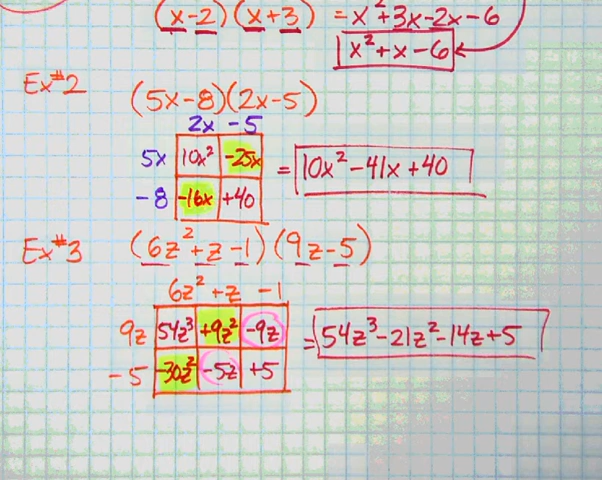 (x-2)(x+3) = x²+3x-2x-6
x²+x-6
Ex#2
(5x-8)(2x-5)
2x -5
5x 10x² -25x
-8 -16x +40
= 10x²-41x+40
Ex#3 (6z²+z-1)(9z-5)
6z²+z -1
9z 54z³ +9z² -9z
-5 -30z² -5z +5
= 54z³-21z²-14z+5